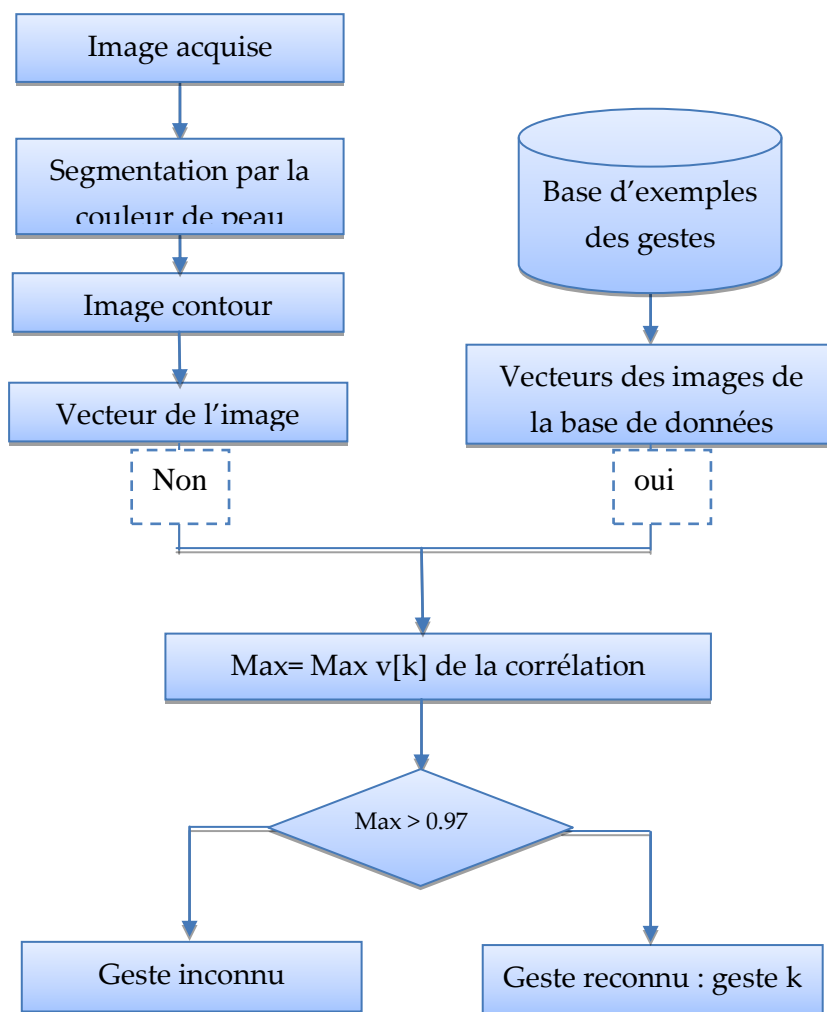 Image acquise
Segmentation par la
couleur de peau
Image contour
Vecteur de l’image
Base d’exemples
des gestes
Vecteurs des images de
la base de données
Non
oui
Max= Max v[k] de la corrélation
Max > 0.97
Geste inconnu
Geste reconnu : geste k